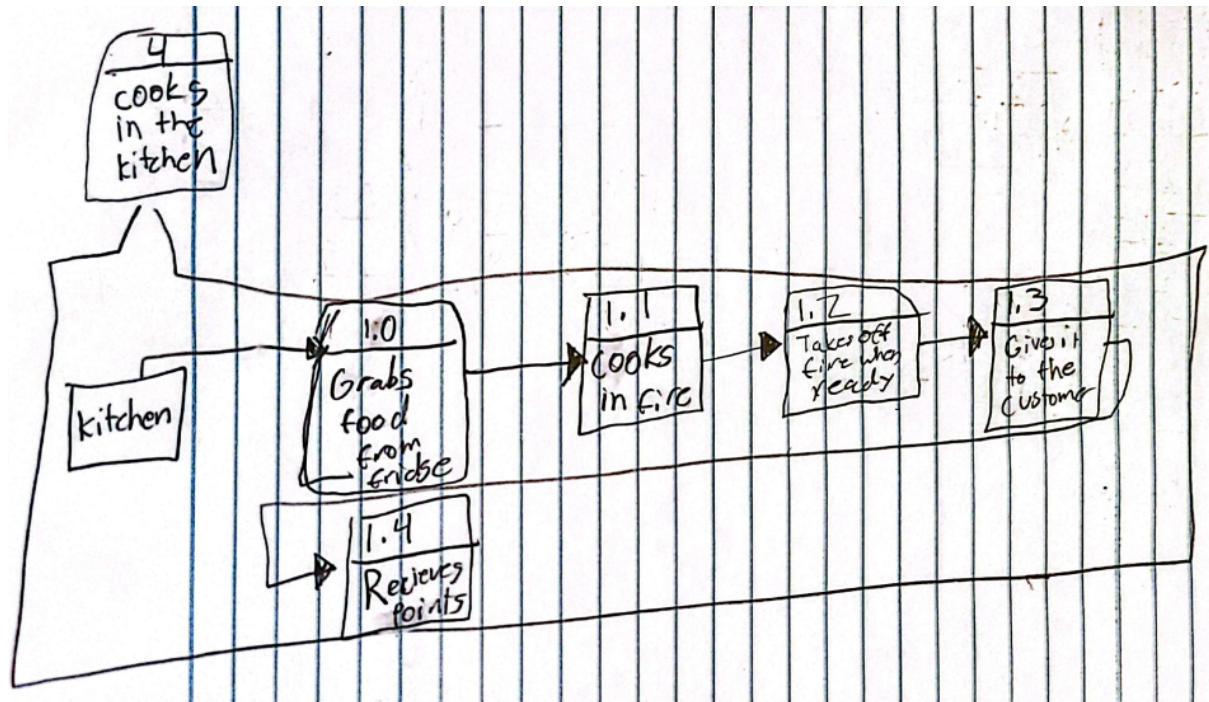 4
cooks
in the
kitchen
kitchen
1.0
Grabs
food
from
fridge
1.1
cooks
in fire
1.2
Takes off
fire when
ready
1.3
Gives it
to the
customer
1.4
Recieves
points